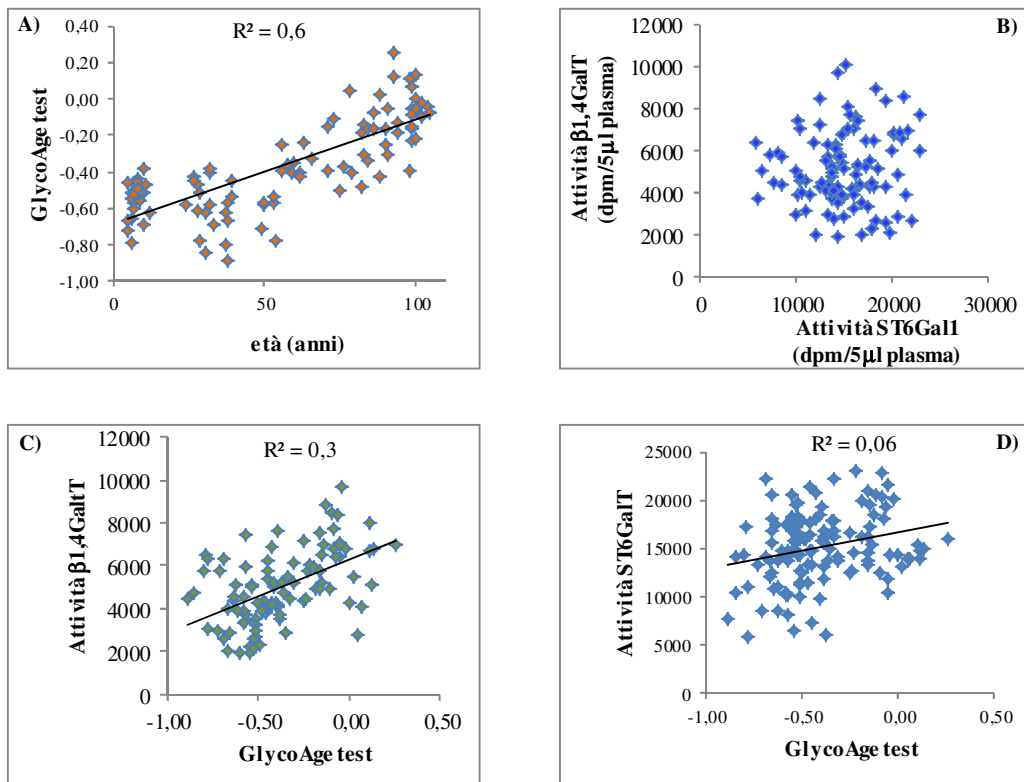 A)
R² = 0,6
GlycoAge test
0,40
0,20
0,00
-0,20
-0,40
-0,60
-0,80
-1,00
0
50
100
età (anni)
B)
Attività β1,4GalT
(dpm/5μl plasma)
12000
10000
8000
6000
4000
2000
0
0
10000
20000
30000
Attività ST6Gal1
(dpm/5μl plasma)
C)
R² = 0,3
Attività β1,4GaltT
12000
10000
8000
6000
4000
2000
0
-1,00
-0,50
0,00
0,50
GlycoAge test
D)
R² = 0,06
Attività ST6GalT
25000
20000
15000
10000
5000
0
-1,00
-0,50
0,00
0,50
GlycoAge test